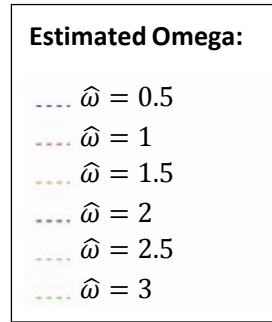 Estimated Omega:
ω̂ = 0.5
ω̂ = 1
ω̂ = 1.5
ω̂ = 2
ω̂ = 2.5
ω̂ = 3